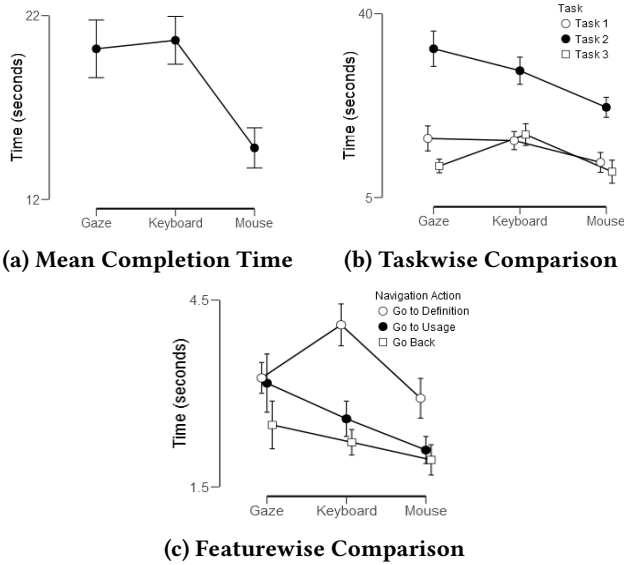 22
Time (seconds)
12
Gaze
Keyboard
Mouse
(a) Mean Completion Time
40
Time (seconds)
5
Task
Task 1
Task 2
Task 3
Gaze
Keyboard
Mouse
(b) Taskwise Comparison
4.5
Time (seconds)
1.5
Navigation Action
Go to Definition
Go to Usage
Go Back
Gaze
Keyboard
Mouse
(c) Featurewise Comparison